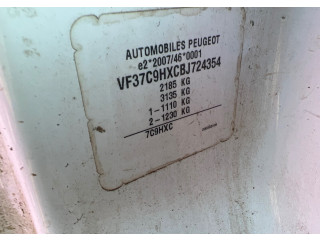 AUTOMOBILES PEUGEOT
e2*2007/46*0001
VF37C9HXCBJ724354
2185 KG
3135 KG
1-1110 KG
2-1230 KG
7C9HXC